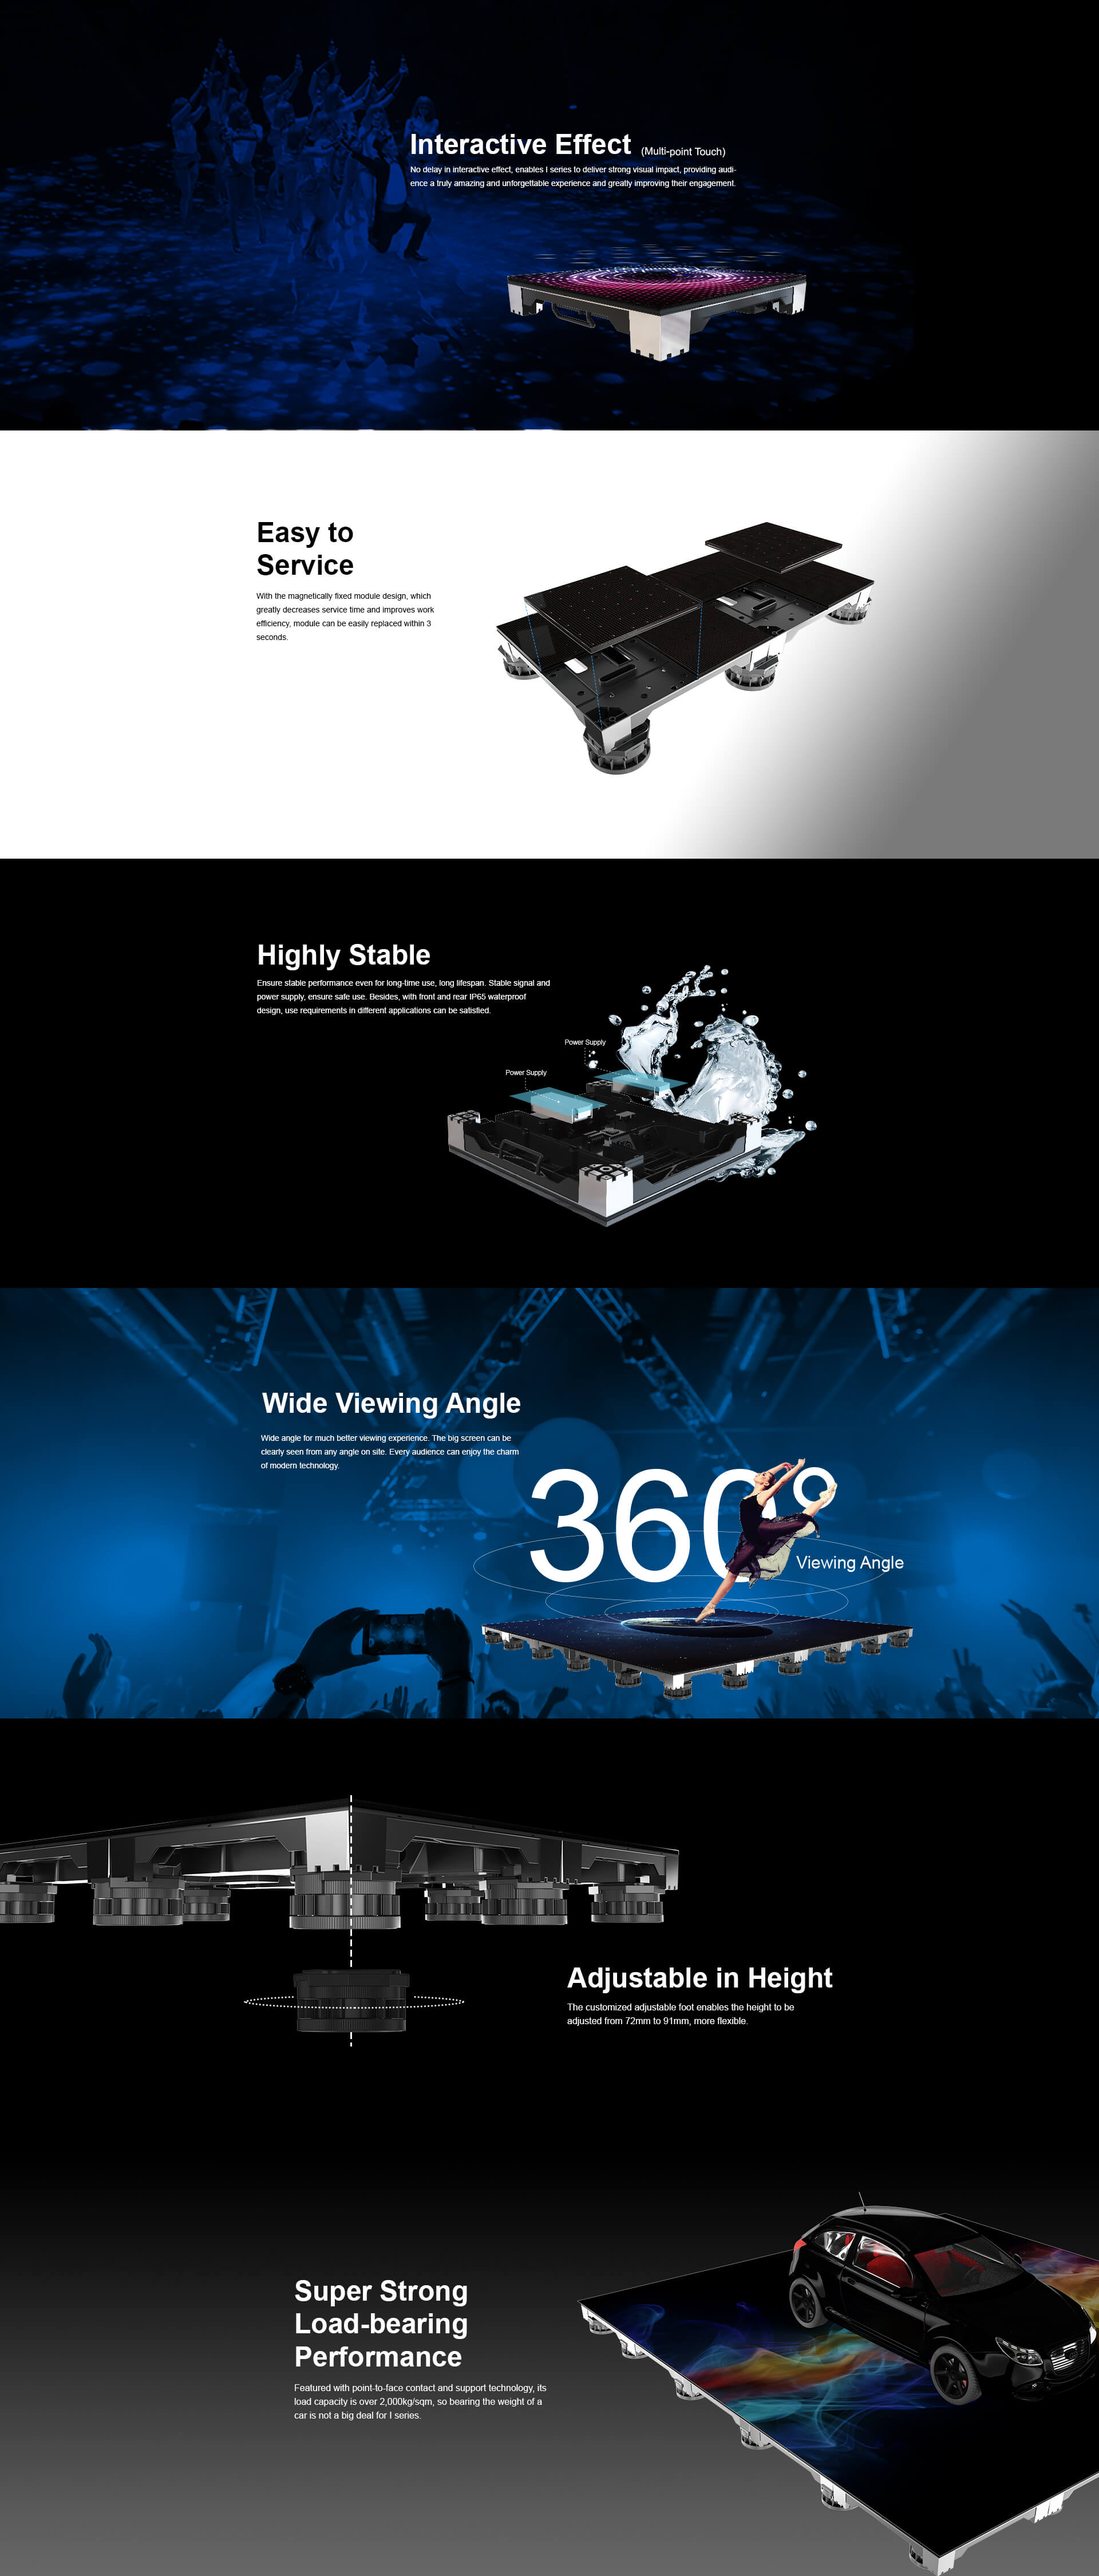 Interactive Effect (Multi-point Touch)
No delay in interactive effect, enables I series to deliver strong visual impact, providing audi-
ence a truly amazing and unforgettable experience and greatly improving their engagement.
Easy to
Service
With the magnetically fixed module design, which
greatly decreases service time and improves work
efficiency, module can be easily replaced within 3
seconds.
Highly Stable
Ensure stable performance even for long-time use, long lifespan. Stable signal and
power supply, ensure safe use. Besides, with front and rear IP65 waterproof
design, use requirements in different applications can be satisfied.
Power Supply
Power Supply
Wide Viewing Angle
Wide angle for much better viewing experience. The big screen can be
clearly seen from any angle on site. Every audience can enjoy the charm
of modern technology.
360°
Viewing Angle
Adjustable in Height
The customized adjustable foot enables the height to be
adjusted from 72mm to 91mm, more flexible.
Super Strong
Load-bearing
Performance
Featured with point-to-face contact and support technology, its
load capacity is over 2,000kg/sqm, so bearing the weight of a
car is not a big deal for I series.